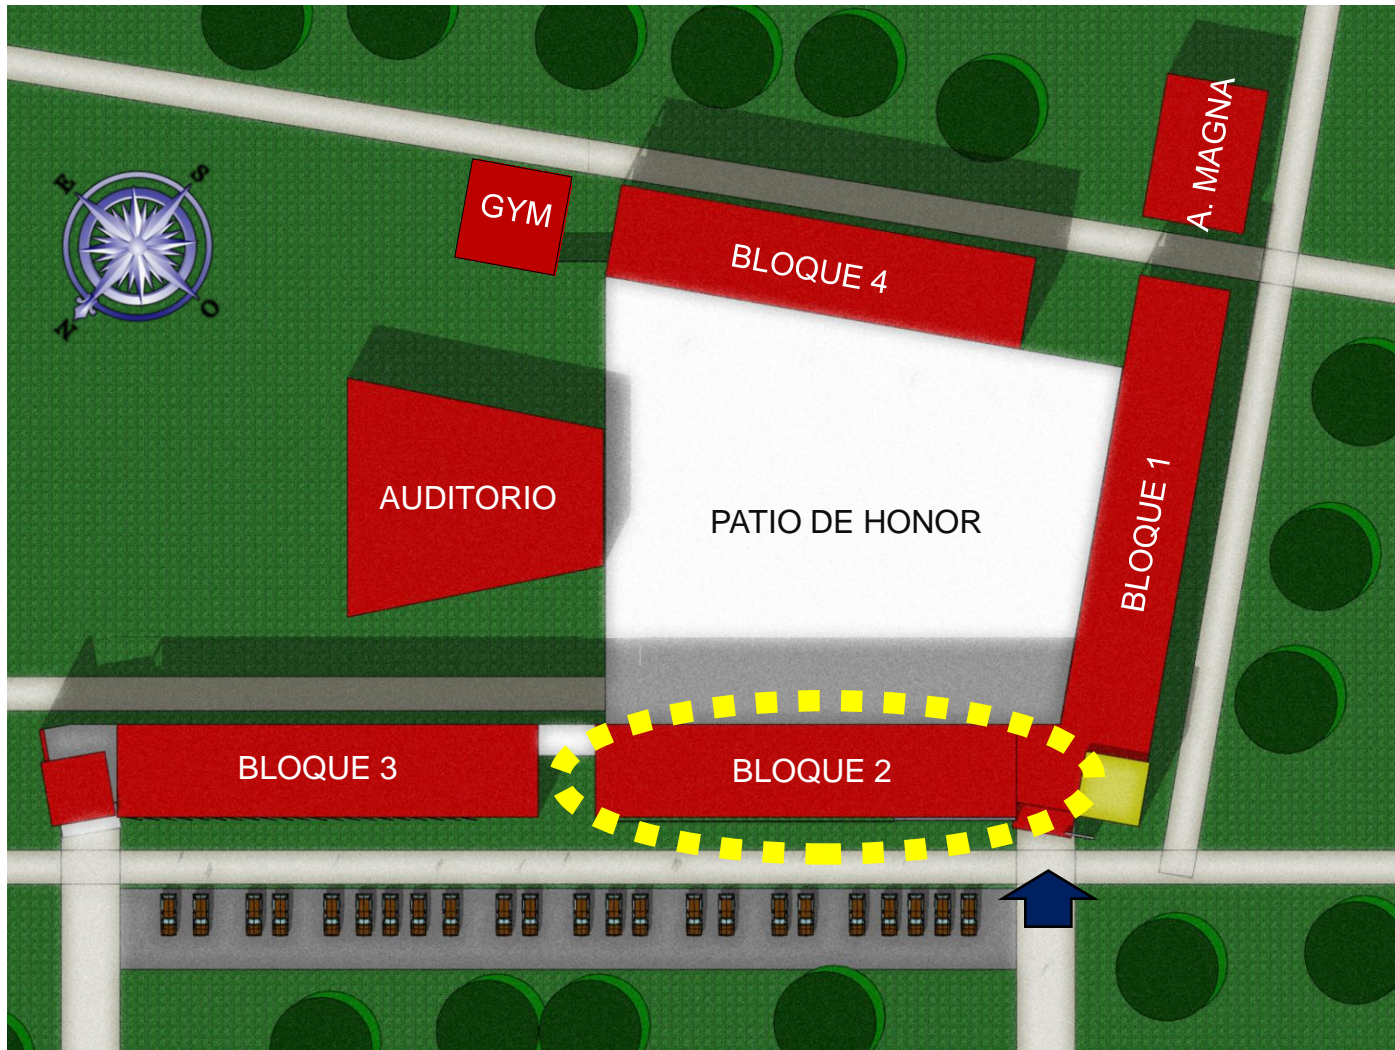 A. MAGNA
E
S
GYM
BLOQUE 4
N
O
AUDITORIO
PATIO DE HONOR
BLOQUE 1
BLOQUE 3
BLOQUE 2